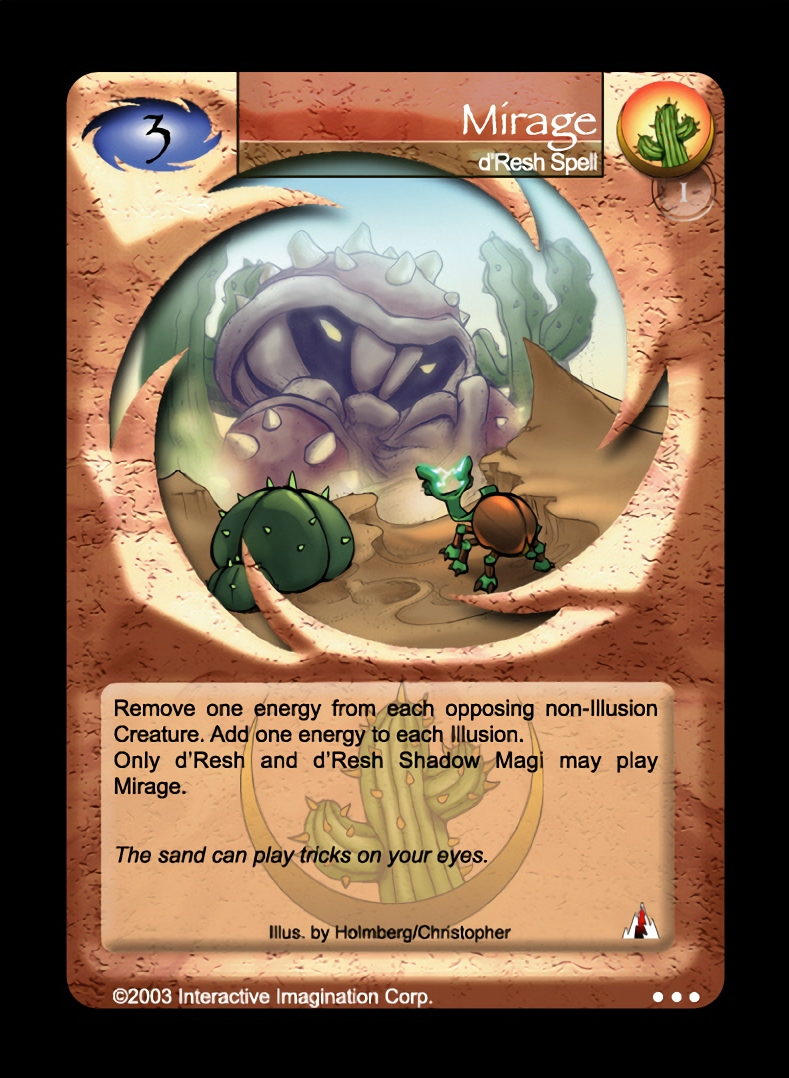 3
Mirage
d'Resh Spell
I
Remove one energy from each opposing non-Illusion
Creature. Add one energy to each Illusion.
Only d'Resh and d'Resh Shadow Magi may play
Mirage.
The sand can play tricks on your eyes.
Illus. by Holmberg/Christopher
©2003 Interactive Imagination Corp.